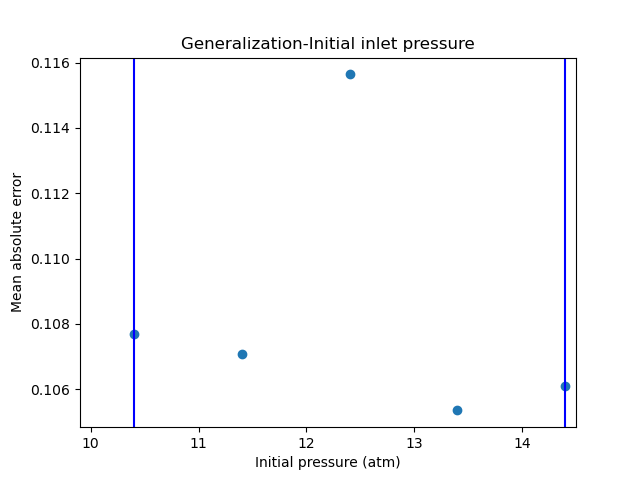 Generalization-Initial inlet pressure
0.116
0.114
0.112
0.110
0.108
0.106
Mean absolute error
10 11 12 13 14
Initial pressure (atm)